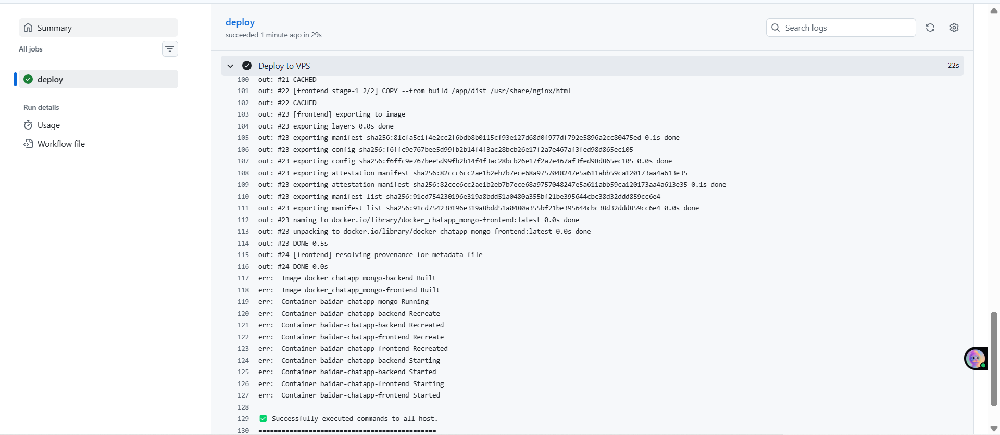 Summary
All jobs
deploy
Run details
Usage
Workflow file
deploy
succeeded 1 minute ago in 29s
Search logs
Deploy to VPS 22s
100 out: #21 CACHED
101 out: #22 [frontend stage-1 2/2] COPY --from=build /app/dist /usr/share/nginx/html
102 out: #22 CACHED
103 out: #23 [frontend] exporting to image
104 out: #23 exporting layers 0.0s done
105 out: #23 exporting manifest sha256:81cfa5c1f4e2cc2f6bdb8b0115cf93e127d68d0f977df792e5896a2cc80475ed 0.1s done
106 out: #23 exporting config sha256:f6ffc9e767bee5d99fb2b14f4f3ac28bcb26e17f2a7e467af3fed98d865ec105
107 out: #23 exporting config sha256:f6ffc9e767bee5d99fb2b14f4f3ac28bcb26e17f2a7e467af3fed98d865ec105 0.0s done
108 out: #23 exporting attestation manifest sha256:82ccc6cc2ae1b2eb7b7ece68a9757048247e5a611abb59ca120173aa4a613e35
109 out: #23 exporting attestation manifest sha256:82ccc6cc2ae1b2eb7b7ece68a9757048247e5a611abb59ca120173aa4a613e35 0.1s done
110 out: #23 exporting manifest list sha256:91cd754230196e319a8bdd51a0480a355bf21be395644cbc38d32ddd859cc6e4
111 out: #23 exporting manifest list sha256:91cd754230196e319a8bdd51a0480a355bf21be395644cbc38d32ddd859cc6e4 0.0s done
112 out: #23 naming to docker.io/library/docker_chatapp_mongo-frontend:latest 0.0s done
113 out: #23 unpacking to docker.io/library/docker_chatapp_mongo-frontend:latest 0.0s done
114 out: #23 DONE 0.5s
115 out: #24 [frontend] resolving provenance for metadata file
116 out: #24 DONE 0.0s
117 err:  Image docker_chatapp_mongo-backend Built
118 err:  Image docker_chatapp_mongo-frontend Built
119 err:  Container baidar-chatapp-mongo Running
120 err:  Container baidar-chatapp-backend Recreate
121 err:  Container baidar-chatapp-backend Recreated
122 err:  Container baidar-chatapp-frontend Recreate
123 err:  Container baidar-chatapp-frontend Recreated
124 err:  Container baidar-chatapp-backend Starting
125 err:  Container baidar-chatapp-backend Started
126 err:  Container baidar-chatapp-frontend Starting
127 err:  Container baidar-chatapp-frontend Started
128 ==============================================
129 ✅ Successfully executed commands to all host.
130 ==============================================